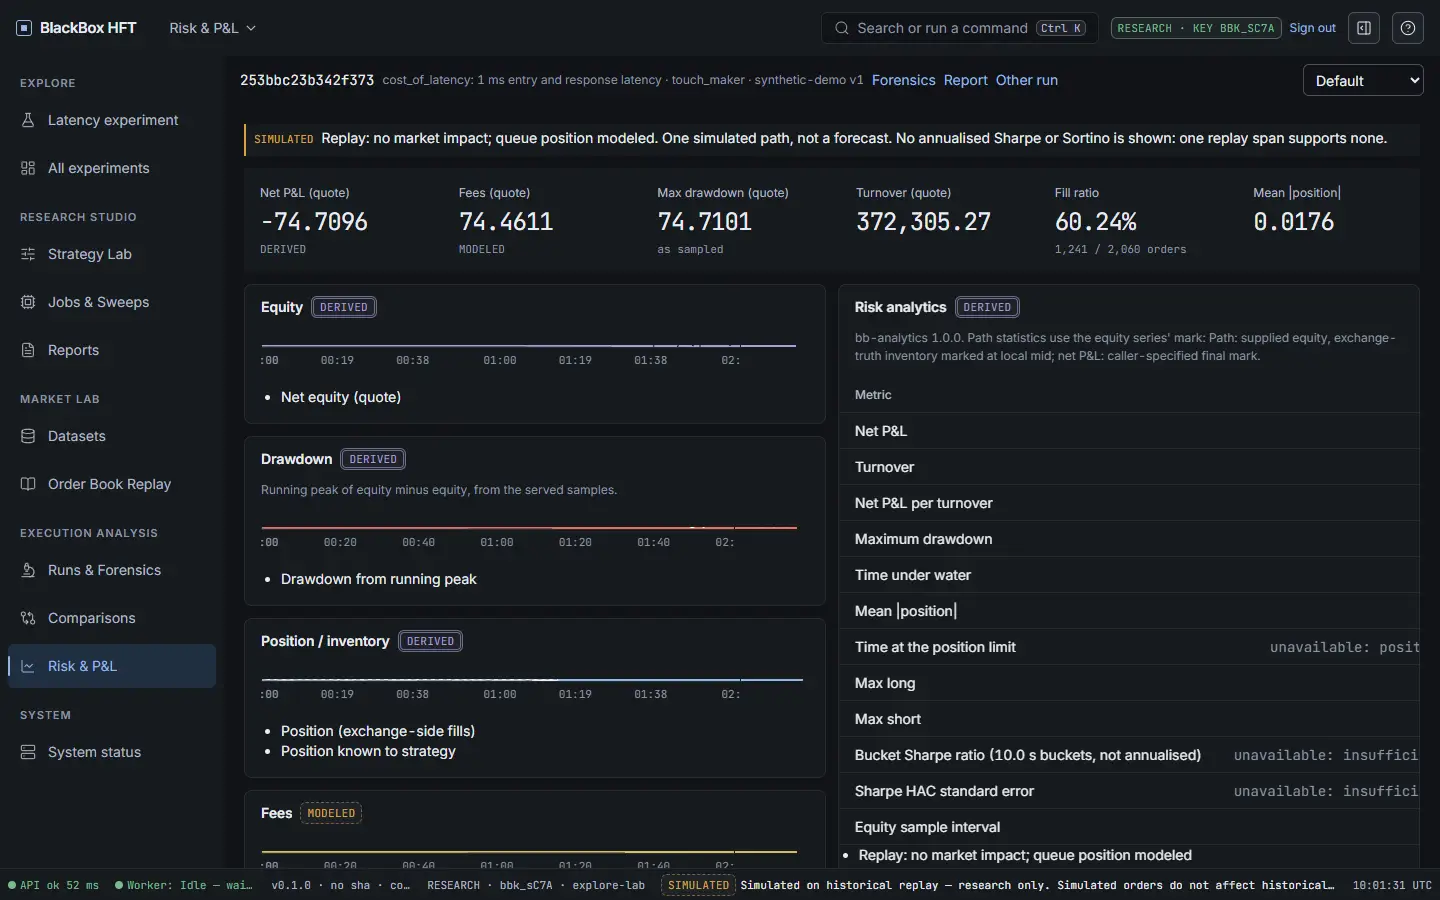 BlackBox HFT
Risk & P&L
Search or run a command Ctrl K
RESEARCH · KEY BBK_SC7A
Sign out
EXPLORE
Latency experiment
All experiments
RESEARCH STUDIO
Strategy Lab
Jobs & Sweeps
Reports
MARKET LAB
Datasets
Order Book Replay
EXECUTION ANALYSIS
Runs & Forensics
Comparisons
Risk & P&L
SYSTEM
System status
253bbc23b342f373 cost_of_latency: 1 ms entry and response latency · touch_maker · synthetic-demo v1 Forensics Report Other run
Default
SIMULATED Replay: no market impact; queue position modeled. One simulated path, not a forecast. No annualised Sharpe or Sortino is shown: one replay span supports none.
Net P&L (quote)
-74.7096
DERIVED
Fees (quote)
74.4611
MODELED
Max drawdown (quote)
74.7101
as sampled
Turnover (quote)
372,305.27
Fill ratio
60.24%
1,241 / 2,060 orders
Mean |position|
0.0176
Equity DERIVED
:00 00:19 00:38 01:00 01:19 01:38 02:
Net equity (quote)
Drawdown DERIVED
Running peak of equity minus equity, from the served samples.
:00 00:20 00:40 01:00 01:20 01:40 02:
Drawdown from running peak
Position / inventory DERIVED
:00 00:19 00:38 01:00 01:19 01:38 02:
Position (exchange-side fills)
Position known to strategy
Fees MODELED
:00 00:20 00:40 01:00 01:20 01:40 02:
Risk analytics DERIVED
bb-analytics 1.0.0. Path statistics use the equity series' mark: Path: supplied equity, exchange-
truth inventory marked at local mid; net P&L: caller-specified final mark.
Metric
Net P&L
Turnover
Net P&L per turnover
Maximum drawdown
Time under water
Mean |position|
Time at the position limit unavailable: posit
Max long
Max short
Bucket Sharpe ratio (10.0 s buckets, not annualised) unavailable: insuffici
Sharpe HAC standard error unavailable: insuffici
Equity sample interval
Replay: no market impact; queue position modeled
API ok 52 ms
Worker: Idle — wai…
v0.1.0 · no sha · co…
RESEARCH · bbk_sC7A · explore-lab
SIMULATED Simulated on historical replay — research only. Simulated orders do not affect historical…
10:01:31 UTC